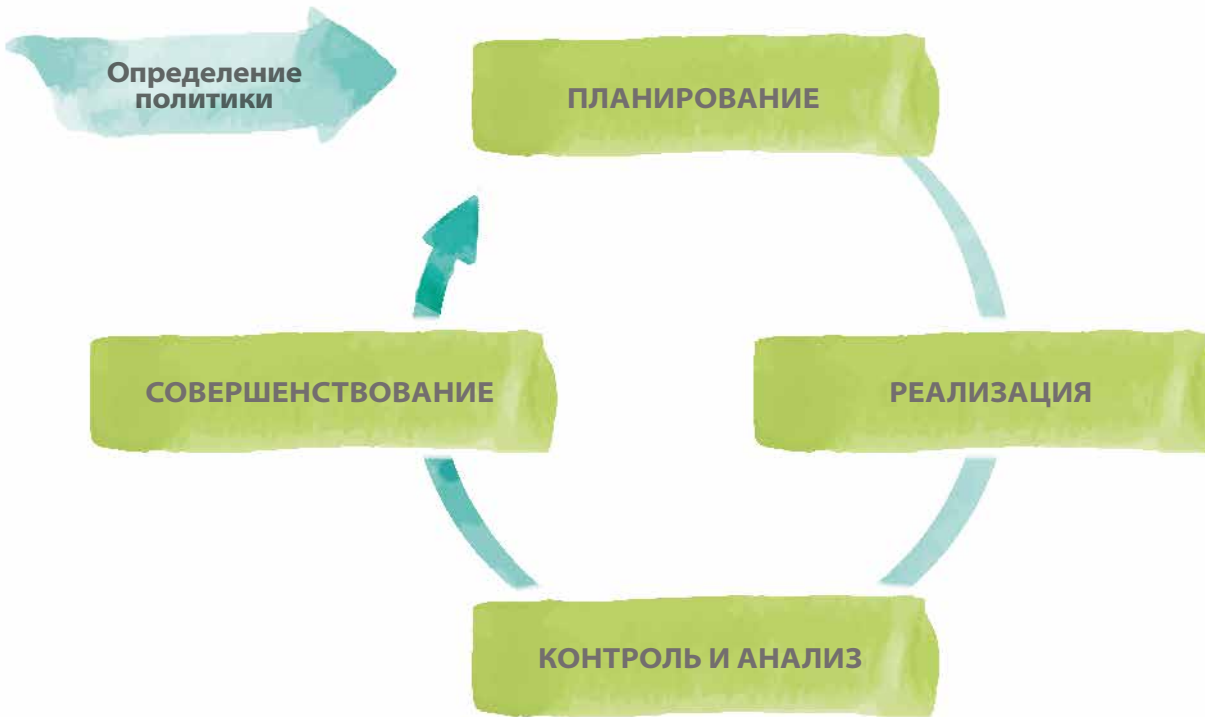 Определение
политики
ПЛАНИРОВАНИЕ
СОВЕРШЕНСТВОВАНИЕ
РЕАЛИЗАЦИЯ
КОНТРОЛЬ И АНАЛИЗ